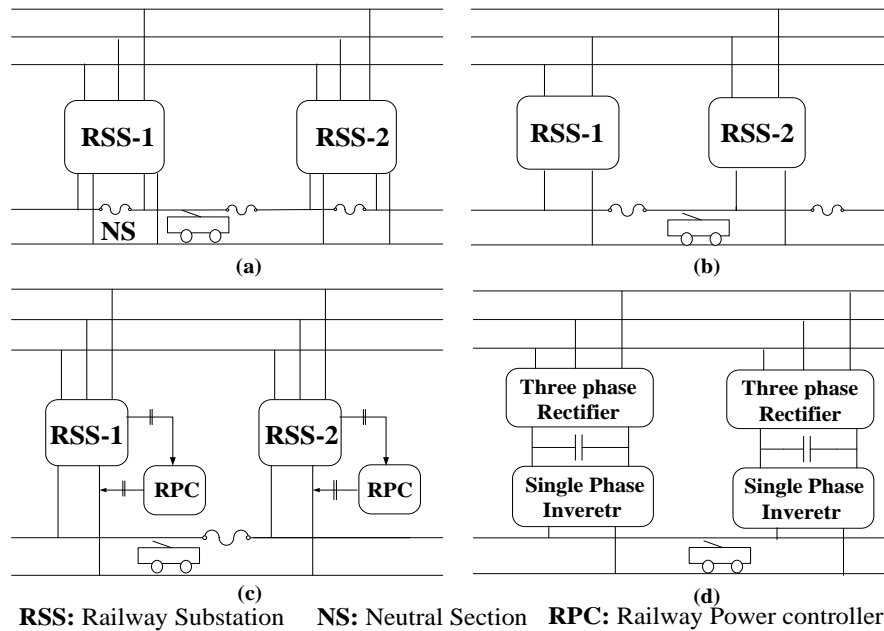 RSS-1
RSS-2
NS
(a)
RSS-1
RSS-2
(b)
RSS-1
RSS-2
RPC
RPC
(c)
Three phase
Rectifier
Single Phase
Inveretr
Three phase
Rectifier
Single Phase
Inveretr
(d)
RSS: Railway Substation NS: Neutral Section RPC: Railway Power controller